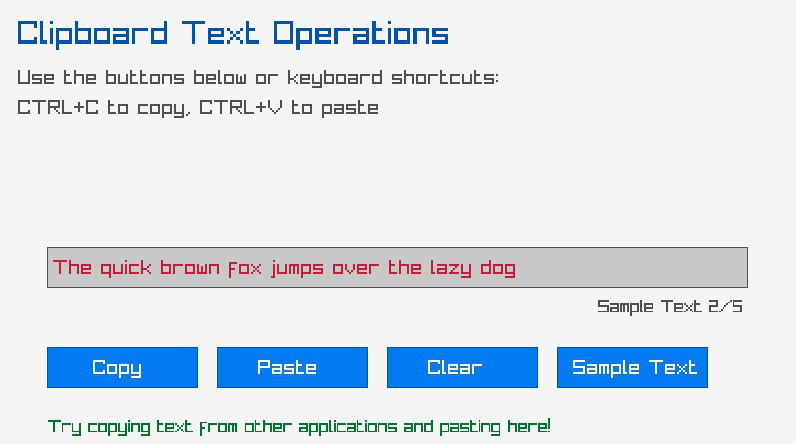 Clipboard Text Operations
Use the buttons below or keyboard shortcuts:
CTRL+C to copy, CTRL+V to paste
The quick brown fox jumps over the lazy dog
Sample Text 2/5
Copy Paste Clear Sample Text
Try copying text from other applications and pasting here!